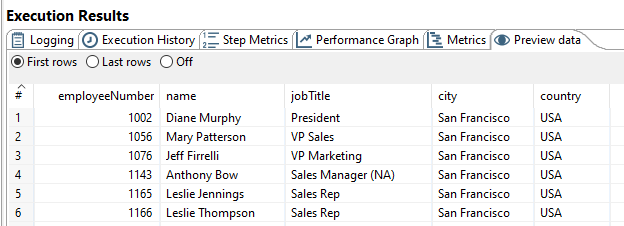 Execution Results
Logging Execution History Step Metrics Performance Graph Metrics Preview data
First rows Last rows Off
# employeeNumber name jobTitle city country
1 1002 Diane Murphy President San Francisco USA
2 1056 Mary Patterson VP Sales San Francisco USA
3 1076 Jeff Firrelli VP Marketing San Francisco USA
4 1143 Anthony Bow Sales Manager (NA) San Francisco USA
5 1165 Leslie Jennings Sales Rep San Francisco USA
6 1166 Leslie Thompson Sales Rep San Francisco USA